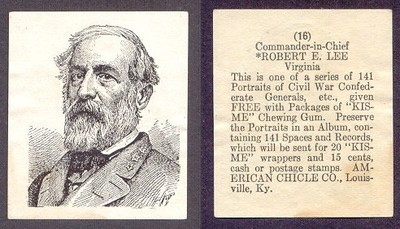 (16)
Commander-in-Chief
*ROBERT E. LEE
Virginia
This is one of a series of 141
Portraits of Civil War Confed-
erate Generals, etc., given
FREE with Packages of "KIS-
ME" Chewing Gum. Preserve
the Portraits in an Album, con-
taining 141 Spaces and Records,
which will be sent for 20 "KIS-
ME" wrappers and 15 cents,
cash or postage stamps. AM-
ERICAN CHICLE CO., Louis-
ville, Ky.